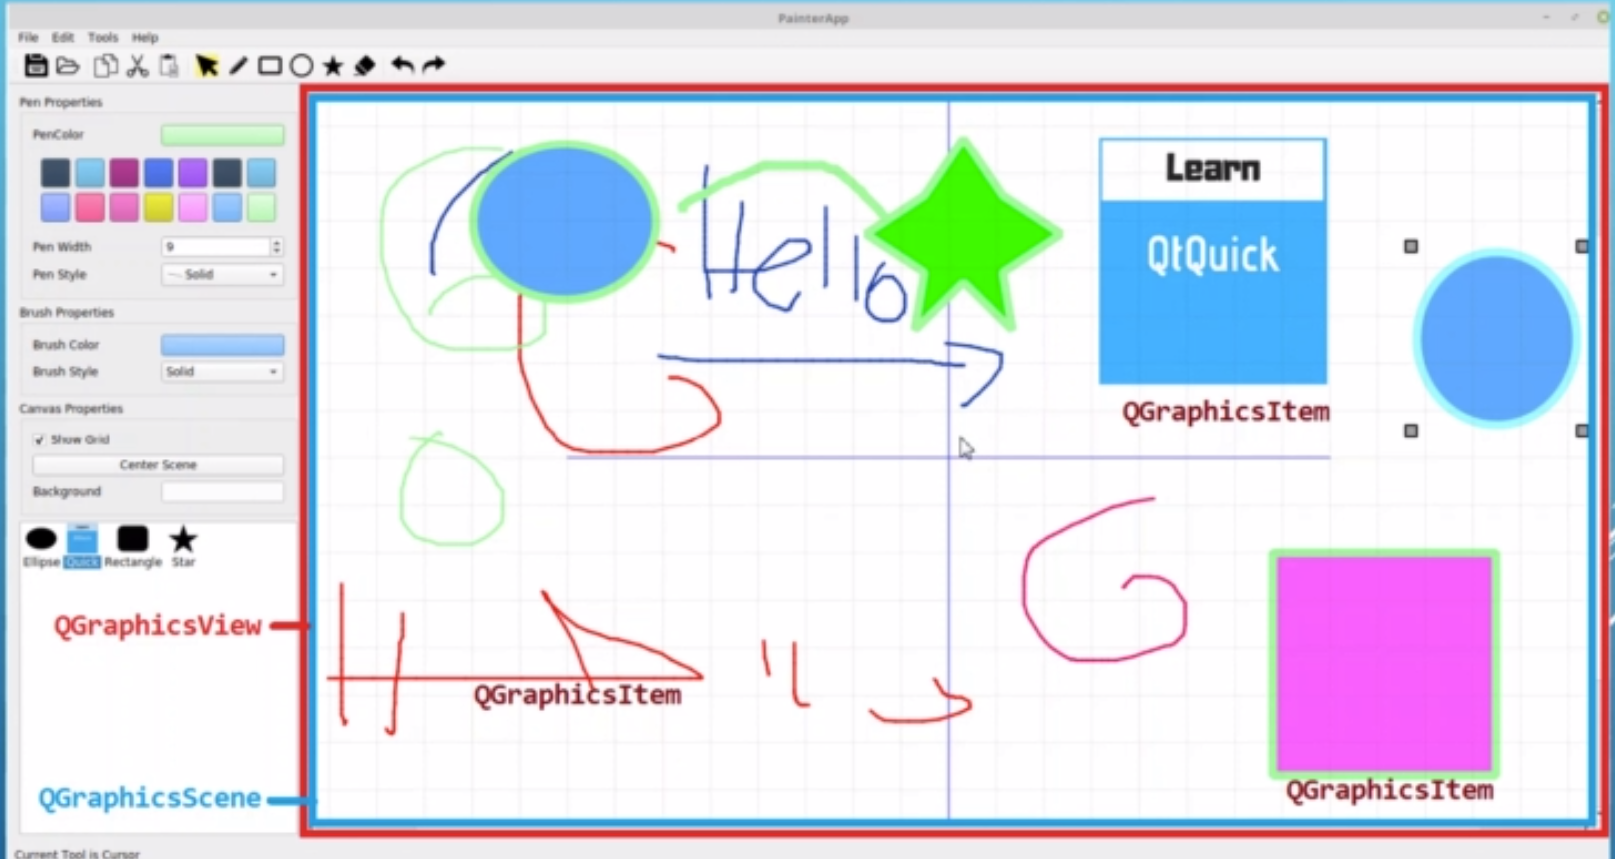 PainterApp
File Edit Tools Help
Pen Properties
PenColor
Pen Width 9
Pen Style Solid
Brush Properties
Brush Color
Brush Style Solid
Canvas Properties
Show Grid
Center Scene
Background
Ellipse Quick Rectangle Star
QGraphicsView
QGraphicsScene
Hello
Learn
QtQuick
QGraphicsItem
QGraphicsItem
QGraphicsItem
Current Tool is Cursor